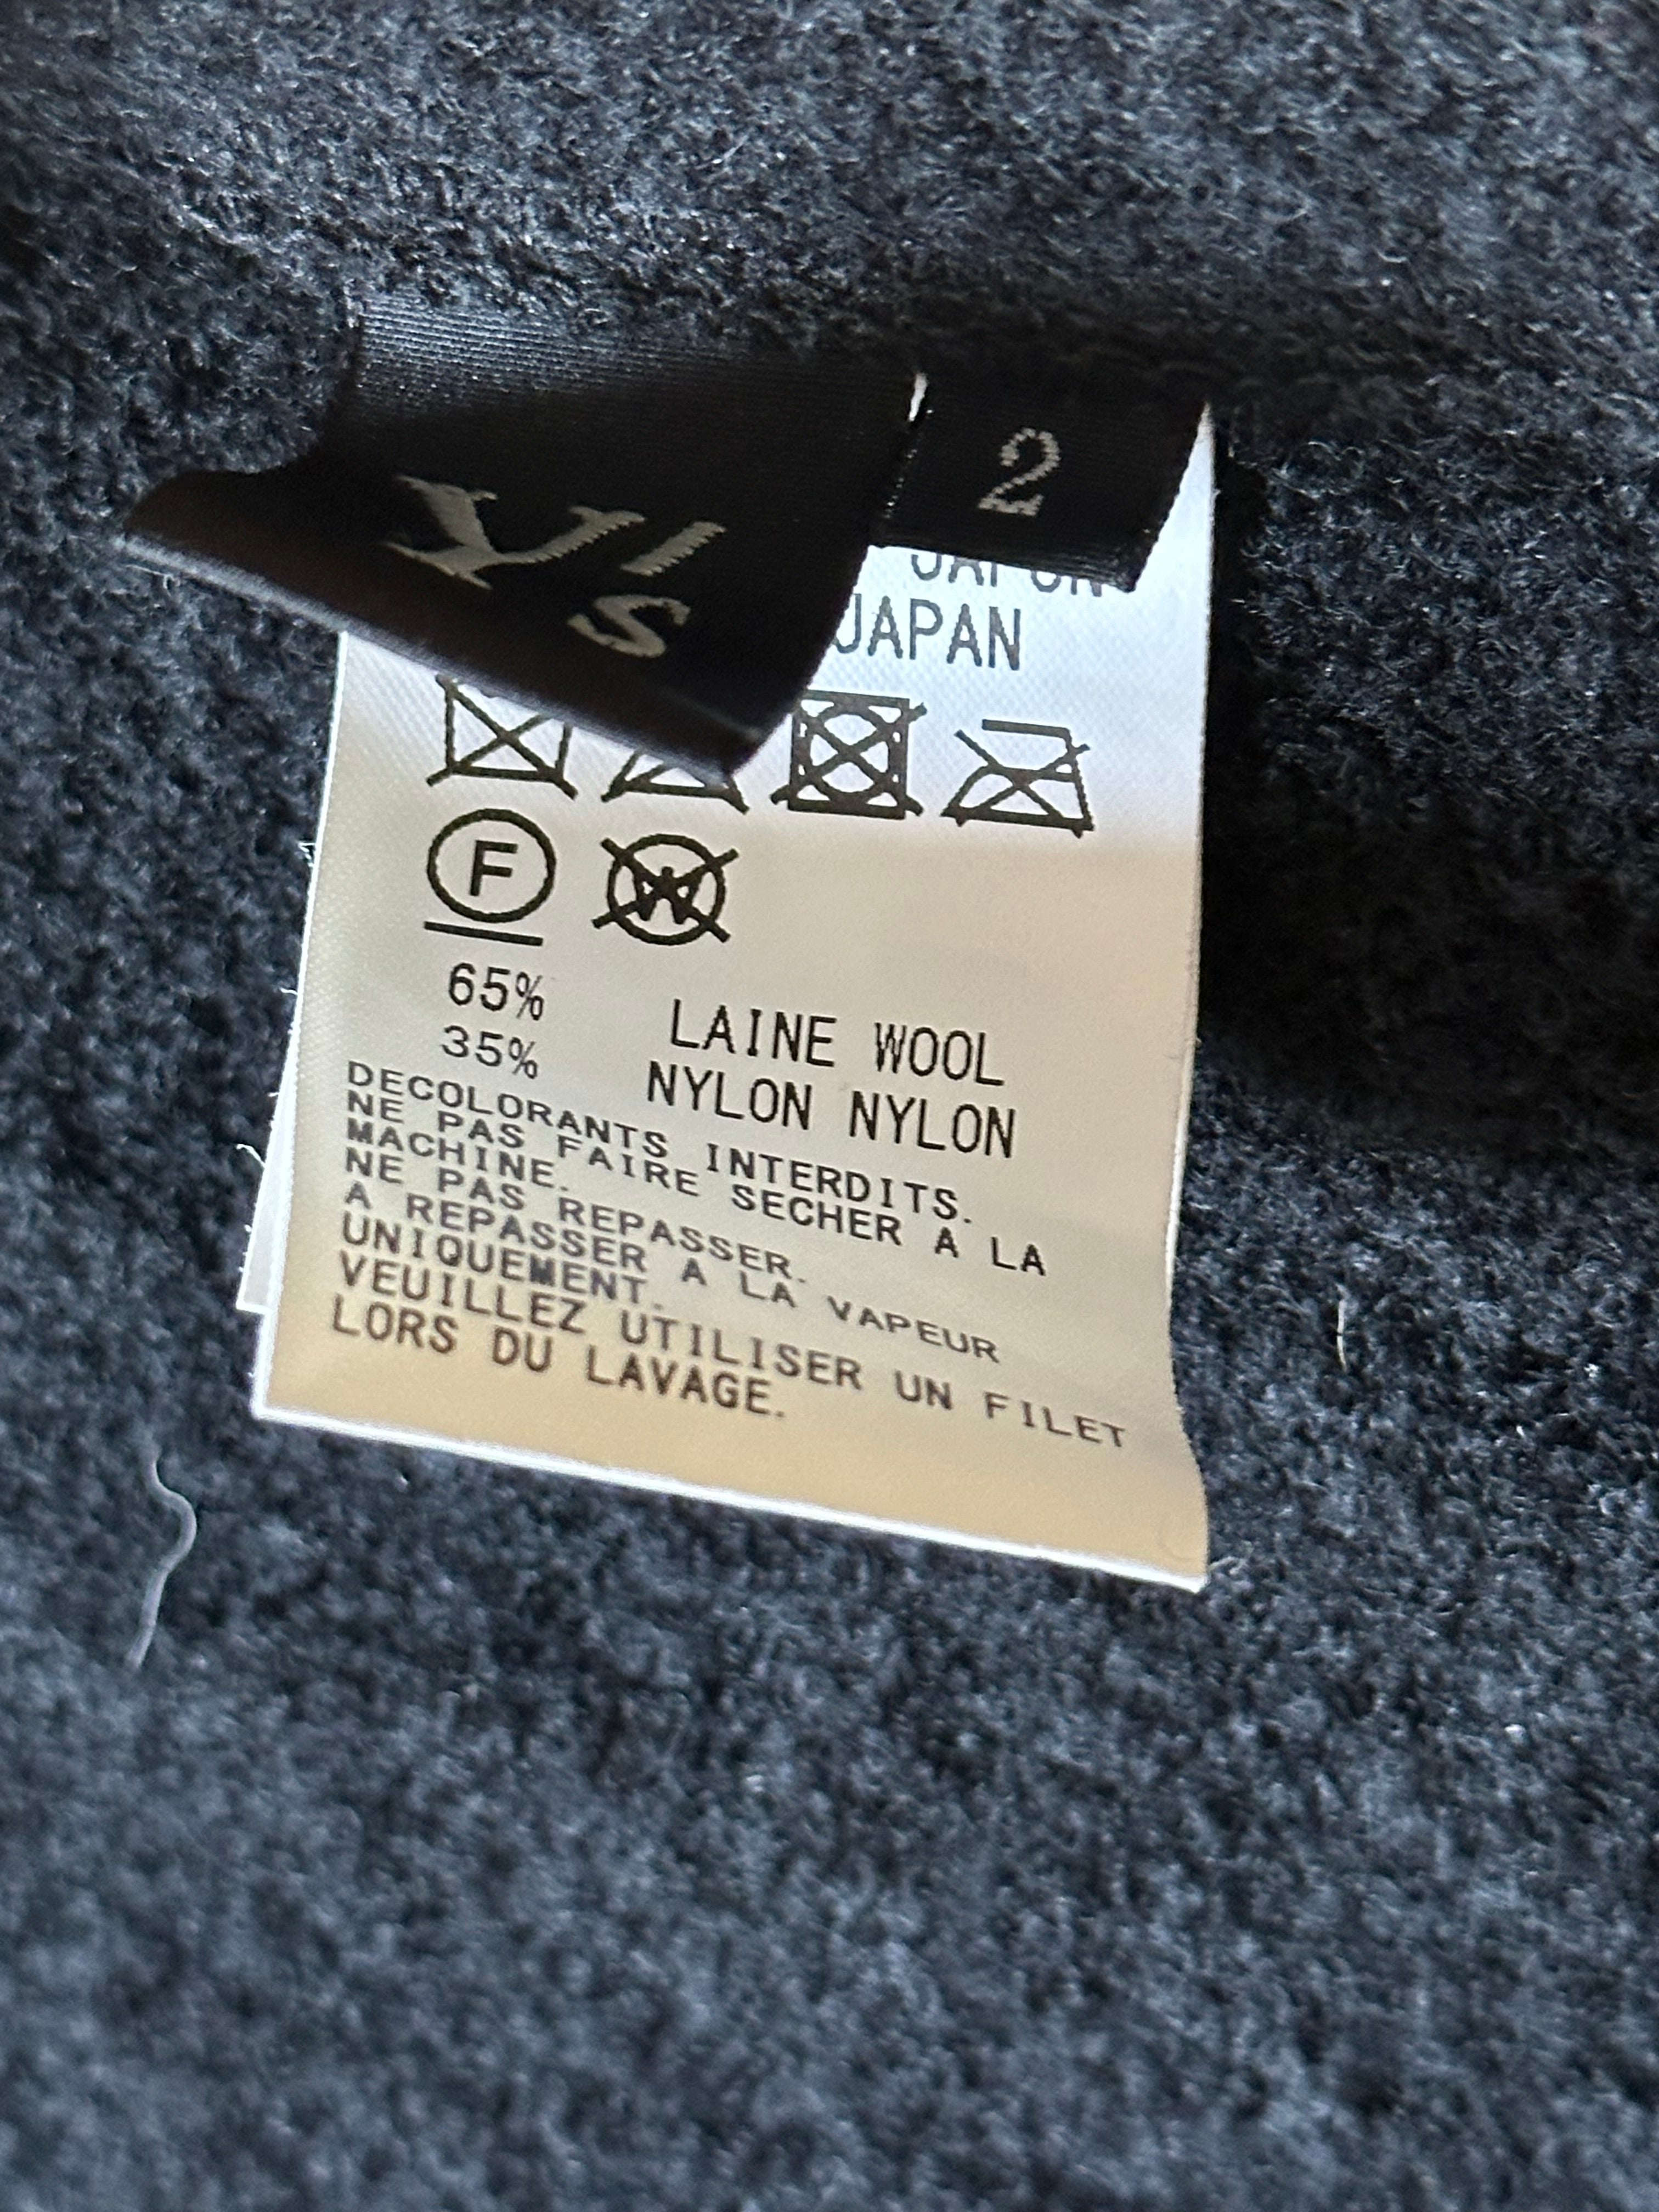 Y's
2
JAPON
JAPAN
F
W
65% LAINE WOOL
35% NYLON NYLON
DECOLORANTS INTERDITS.
NE PAS FAIRE SECHER A LA
MACHINE.
NE PAS REPASSER.
A REPASSER A LA VAPEUR
UNIQUEMENT.
VEUILLEZ UTILISER UN FILET
LORS DU LAVAGE.